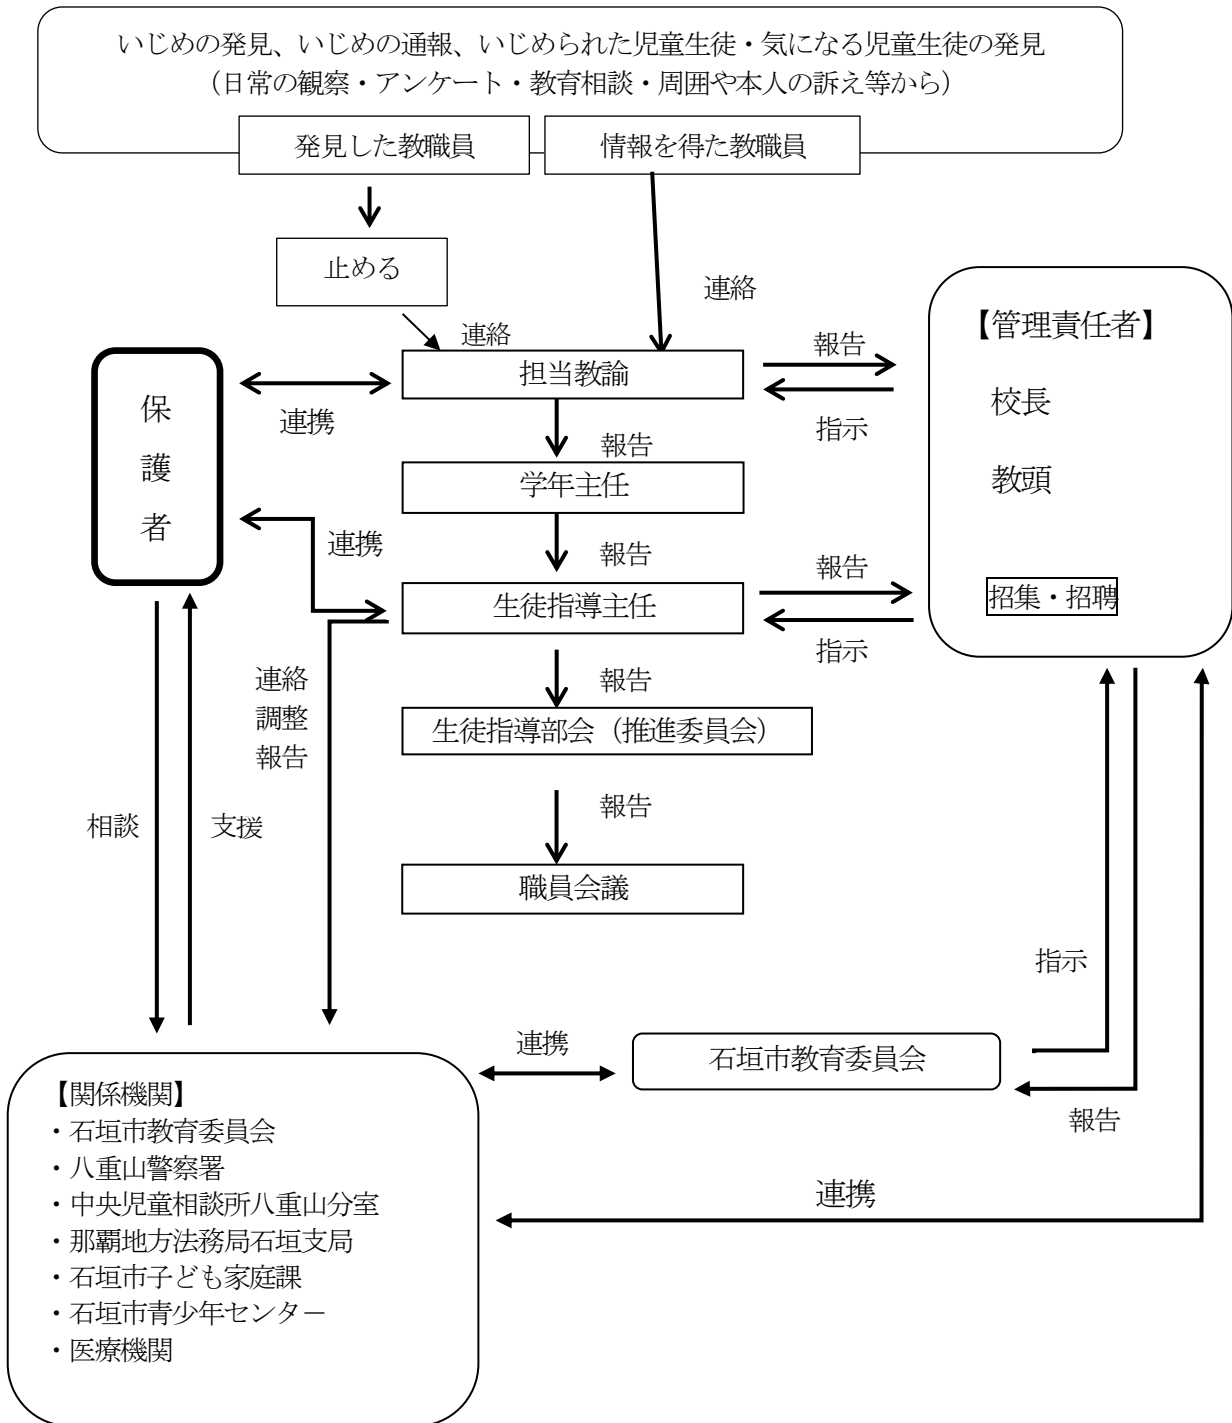 いじめの発見、いじめの通報、いじめられた児童生徒・気になる児童生徒の発見
（日常の観察・アンケート・教育相談・周囲や本人の訴え等から）
発見した教職員
情報を得た教職員
止める
連絡
連絡
担当教諭
報告
指示
【管理責任者】
校長
教頭
招集・招聘
保
護
者
連携
報告
学年主任
連携
報告
生徒指導主任
報告
指示
連絡
調整
報告
報告
生徒指導部会（推進委員会）
報告
職員会議
相談
支援
指示
連携
石垣市教育委員会
報告
連携
【関係機関】
・石垣市教育委員会
・八重山警察署
・中央児童相談所八重山分室
・那覇地方法務局石垣支局
・石垣市子ども家庭課
・石垣市青少年センター
・医療機関